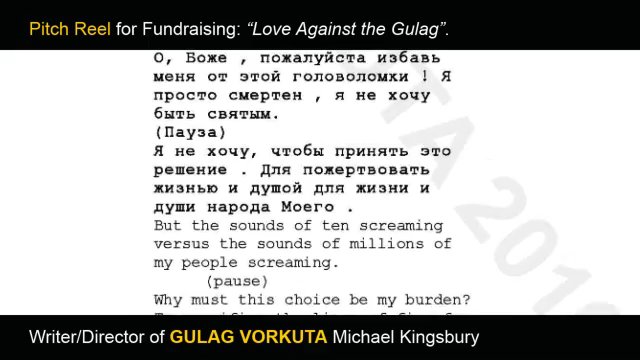 Pitch Reel for Fundraising: “Love Against the Gulag”.
О, Боже , пожалуйста избавь
меня от этой головоломки ! Я
просто смертен , я не хочу
быть святым.
(Пауза)
Я не хочу, чтобы принять это
решение . Для пожертвовать
жизнью и душой для жизни и
души народа Моего .
But the sounds of ten screaming
versus the sounds of millions of
my people screaming.
(pause)
Why must this choice be my burden?
Writer/Director of GULAG VORKUTA Michael Kingsbury